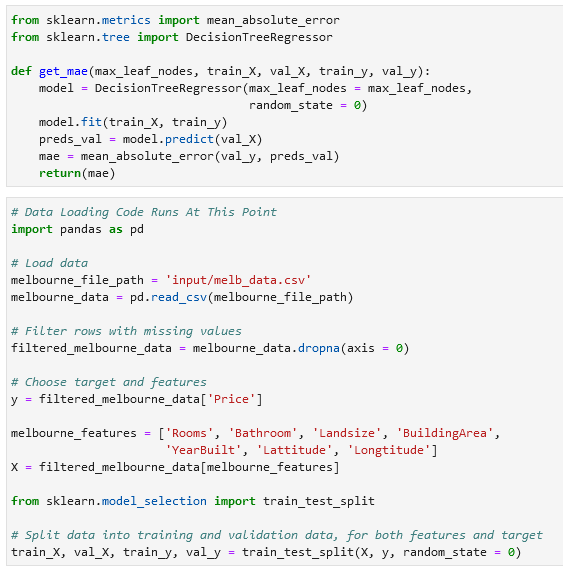 from sklearn.metrics import mean_absolute_error
from sklearn.tree import DecisionTreeRegressor

def get_mae(max_leaf_nodes, train_X, val_X, train_y, val_y):
    model = DecisionTreeRegressor(max_leaf_nodes = max_leaf_nodes,
                                  random_state = 0)
    model.fit(train_X, train_y)
    preds_val = model.predict(val_X)
    mae = mean_absolute_error(val_y, preds_val)
    return(mae)

# Data Loading Code Runs At This Point
import pandas as pd

# Load data
melbourne_file_path = 'input/melb_data.csv'
melbourne_data = pd.read_csv(melbourne_file_path)

# Filter rows with missing values
filtered_melbourne_data = melbourne_data.dropna(axis = 0)

# Choose target and features
y = filtered_melbourne_data['Price']

melbourne_features = ['Rooms', 'Bathroom', 'Landsize', 'BuildingArea',
                      'YearBuilt', 'Lattitude', 'Longtitude']
X = filtered_melbourne_data[melbourne_features]

from sklearn.model_selection import train_test_split

# Split data into training and validation data, for both features and target
train_X, val_X, train_y, val_y = train_test_split(X, y, random_state = 0)